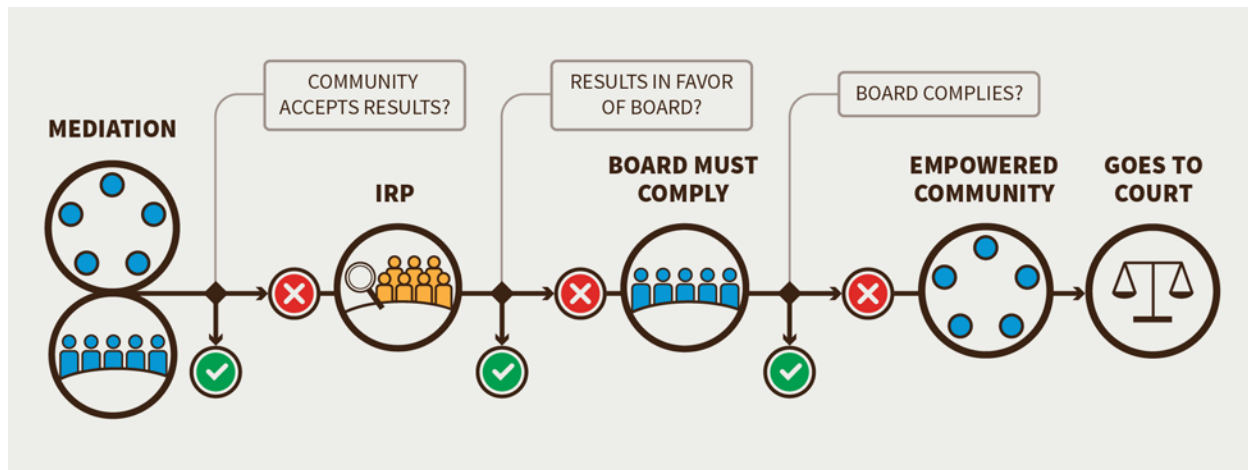 MEDIATION
COMMUNITY
ACCEPTS RESULTS?
IRP
RESULTS IN FAVOR
OF BOARD?
BOARD MUST
COMPLY
BOARD COMPLIES?
EMPOWERED
COMMUNITY
GOES TO
COURT